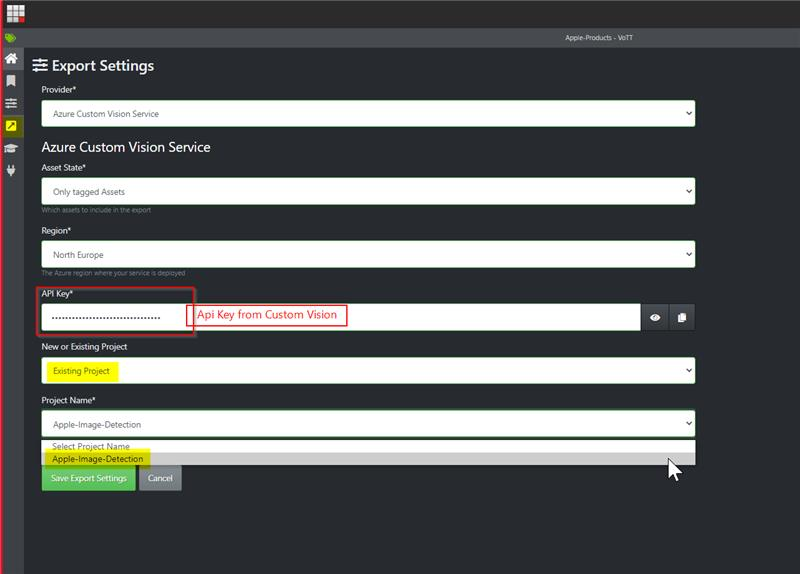 Apple-Products - VoTT
Export Settings
Provider*
Azure Custom Vision Service
Azure Custom Vision Service
Asset State*
Only tagged Assets
Which assets to include in the export
Region*
North Europe
The Azure region where your service is deployed
API Key*
Api Key from Custom Vision
New or Existing Project
Existing Project
Project Name*
Apple-Image-Detection
Select Project Name
Apple-Image-Detection
Save Export Settings Cancel